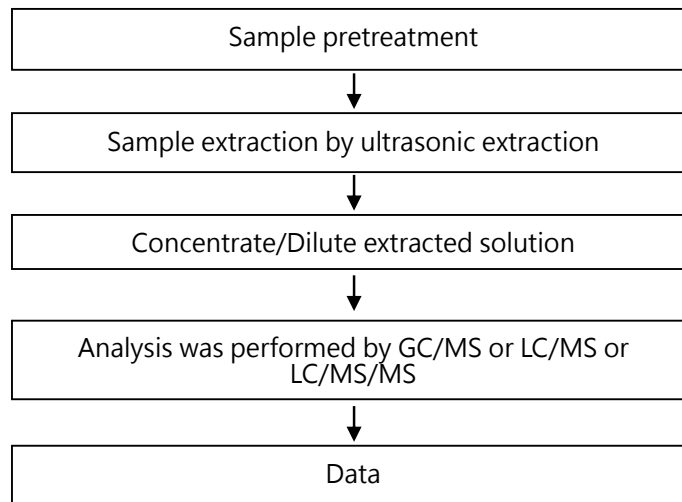 Sample pretreatment
Sample extraction by ultrasonic extraction
Concentrate/Dilute extracted solution
Analysis was performed by GC/MS or LC/MS or
LC/MS/MS
Data